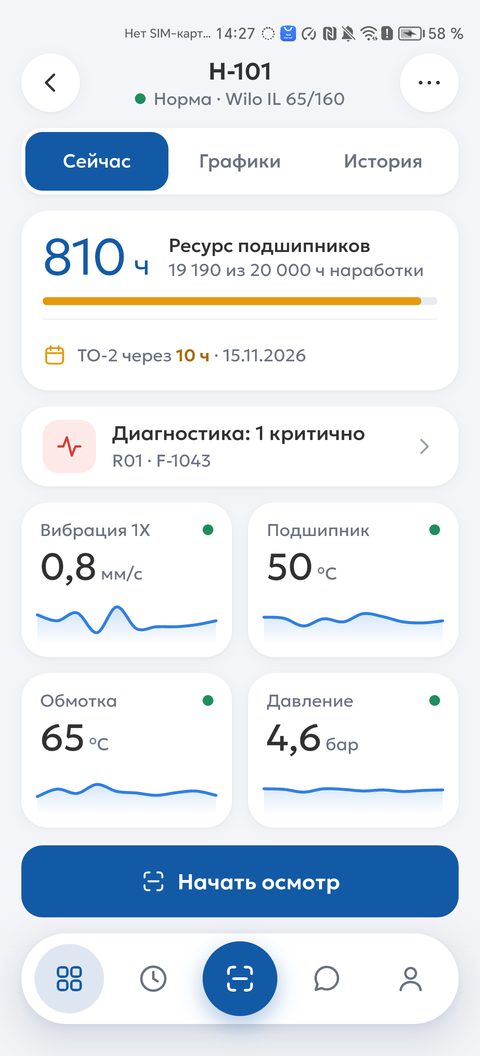 Нет SIM-карт... 14:27 58 %
Н-101
Норма · Wilo IL 65/160
Сейчас Графики История
810 ч
Ресурс подшипников
19 190 из 20 000 ч наработки
ТО-2 через 10 ч · 15.11.2026
Диагностика: 1 критично
R01 · F-1043
Вибрация 1X
0,8 мм/с
Подшипник
50 °C
Обмотка
65 °C
Давление
4,6 бар
Начать осмотр